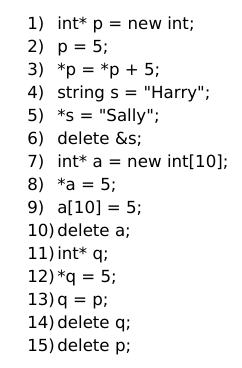 1) int* p = new int;
2) p = 5;
3) *p = *p + 5;
4) string s = "Harry";
5) *s = "Sally";
6) delete &s;
7) int* a = new int[10];
8) *a = 5;
9) a[10] = 5;
10) delete a;
11) int* q;
12) *q = 5;
13) q = p;
14) delete q;
15) delete p;